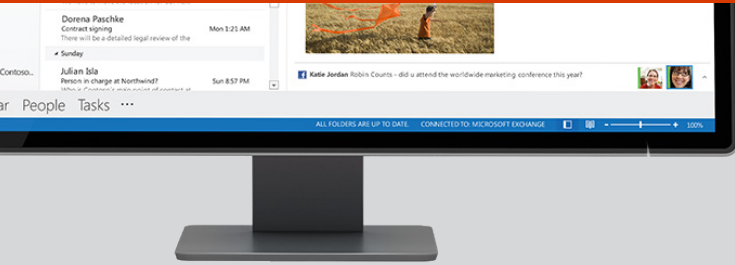 Dorena Paschke
Contract signing Mon 1:21 AM
There will be a detailed legal review of the
Sunday
Contoso...
Julian Isla
Person in charge at Northwind? Sun 8:57 PM
Who is Contoso's main point of contact at
Katie Jordan Robin Counts - did u attend the worldwide marketing conference this year?
ar People Tasks ···
ALL FOLDERS ARE UP TO DATE. CONNECTED TO: MICROSOFT EXCHANGE 100%